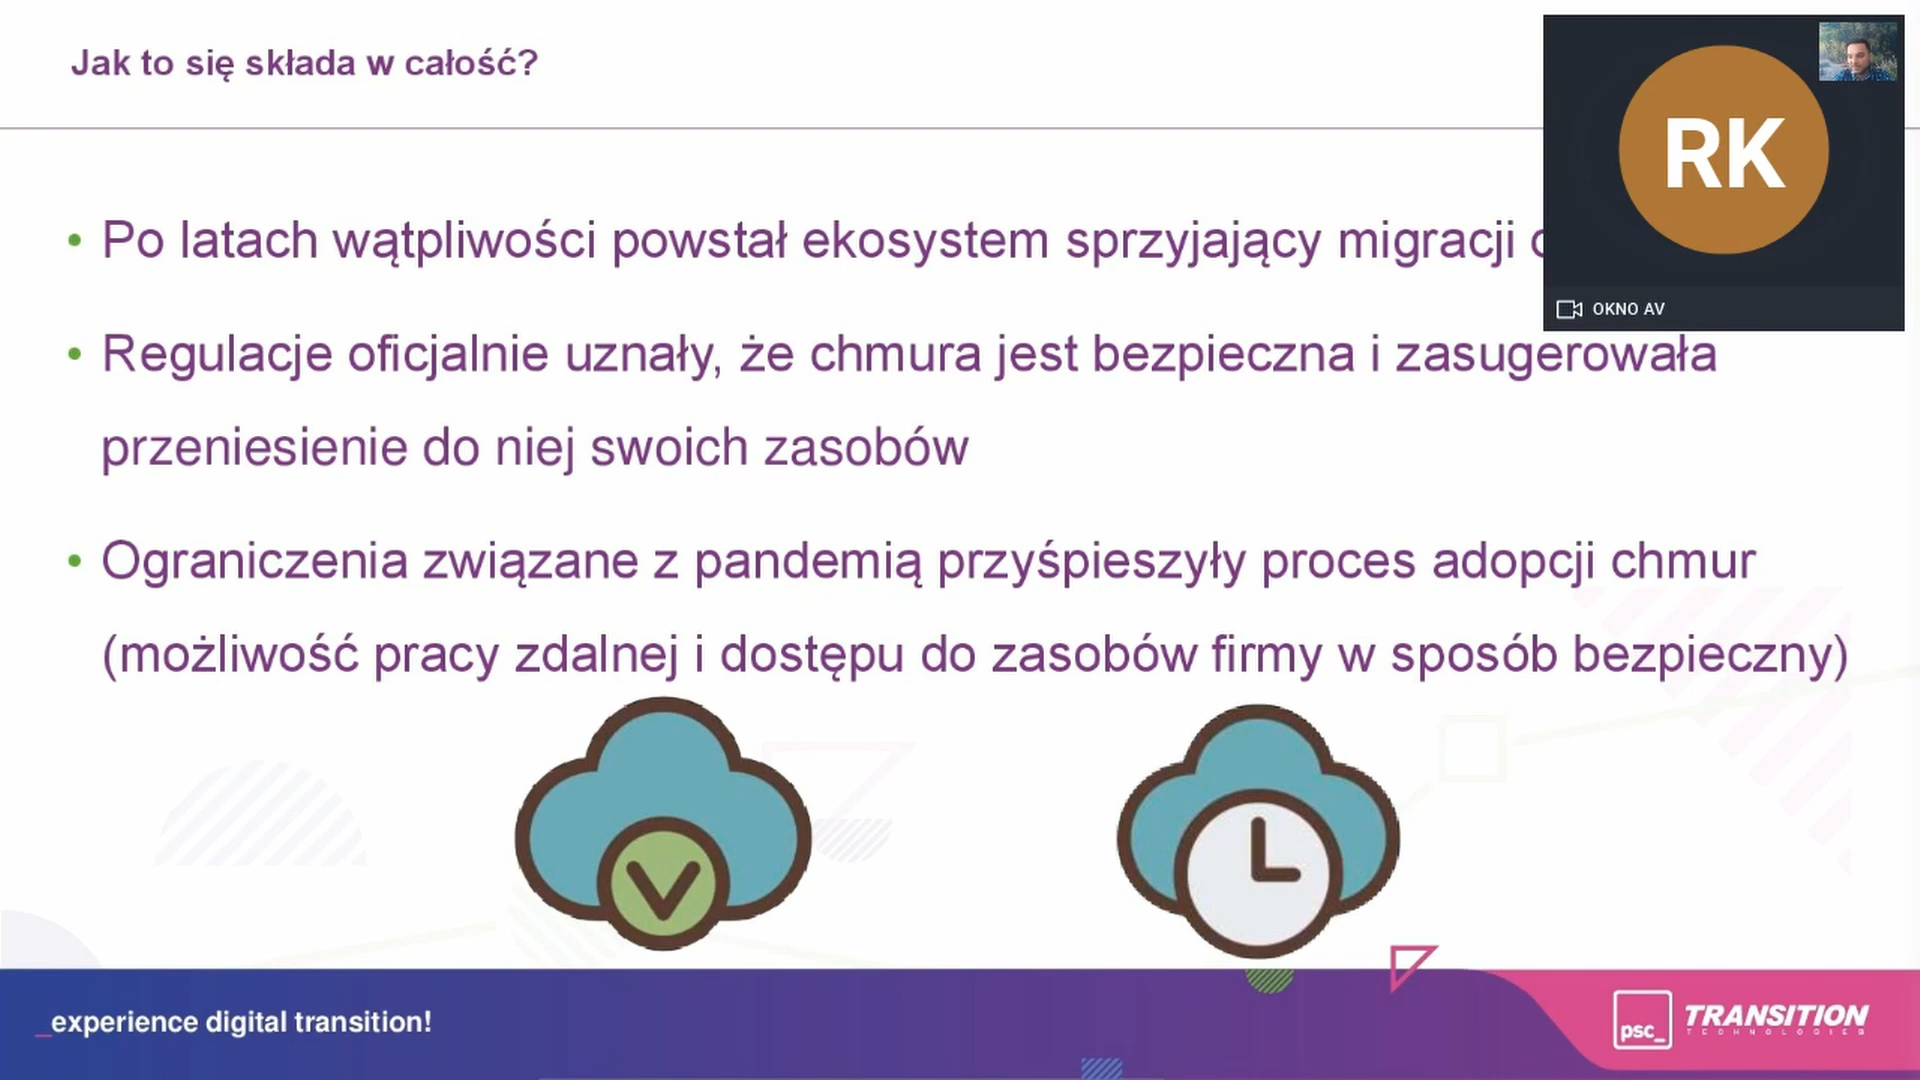 Jak to się składa w całość?
RK
OKNO AV
• Po latach wątpliwości powstał ekosystem sprzyjający migracji
• Regulacje oficjalnie uznały, że chmura jest bezpieczna i zasugerowała
przeniesienie do niej swoich zasobów
• Ograniczenia związane z pandemią przyśpieszyły proces adopcji chmur
(możliwość pracy zdalnej i dostępu do zasobów firmy w sposób bezpieczny)
_experience digital transition!
psc_
TRANSITION
TECHNOLOGIES